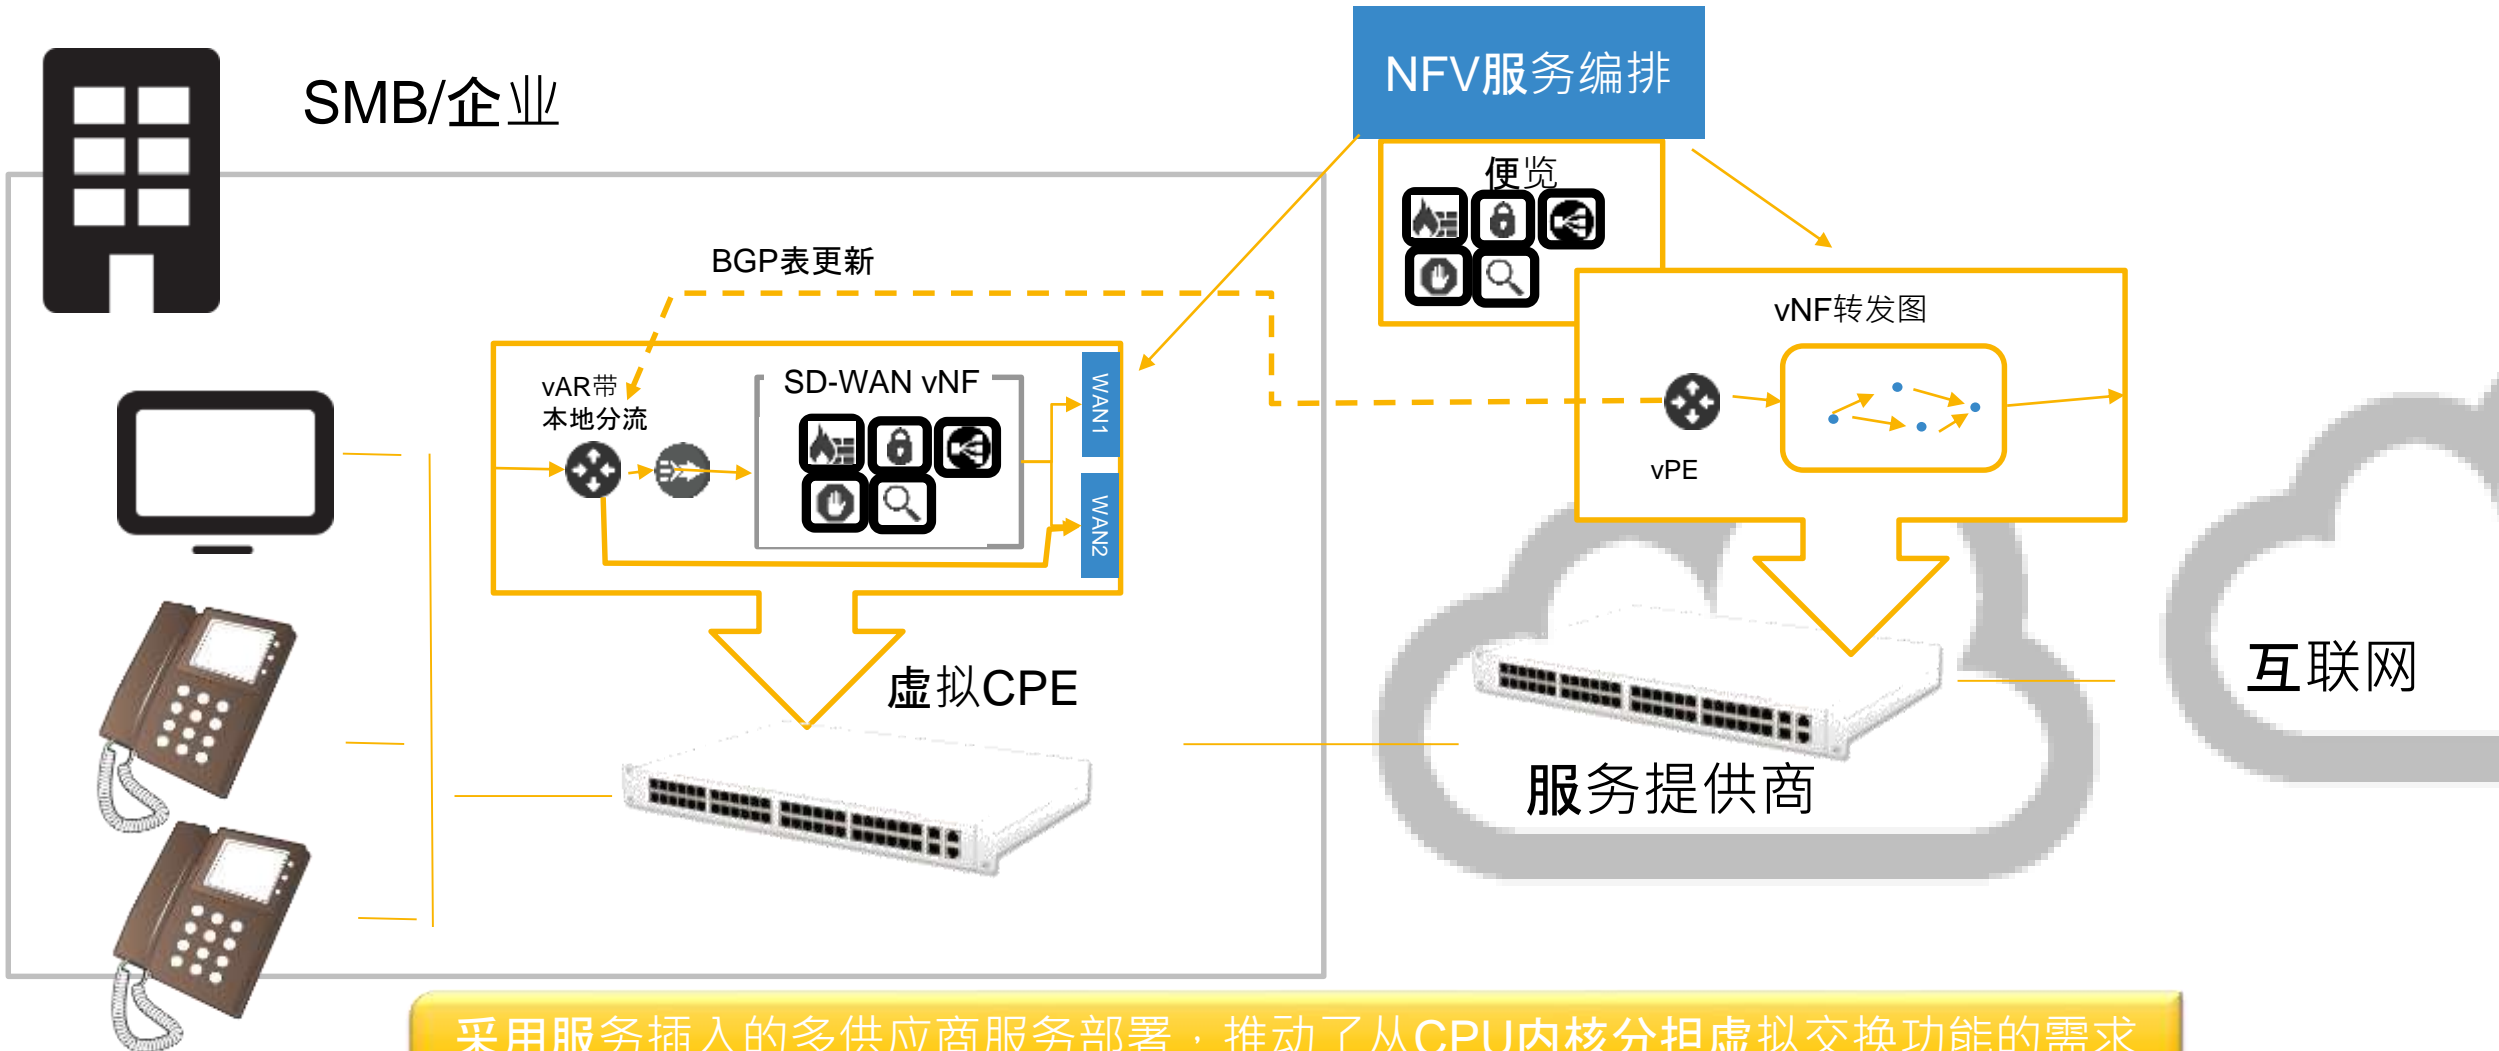 NFV服务编排
SMB/企业
便览
BGP表更新
vNF转发图
vAR带
本地分流
SD-WAN vNF
WAN1
WAN2
vPE
虚拟CPE
互联网
服务提供商
采用服务插入的多供应商服务部署，推动了从CPU内核分担虚拟交换功能的需求